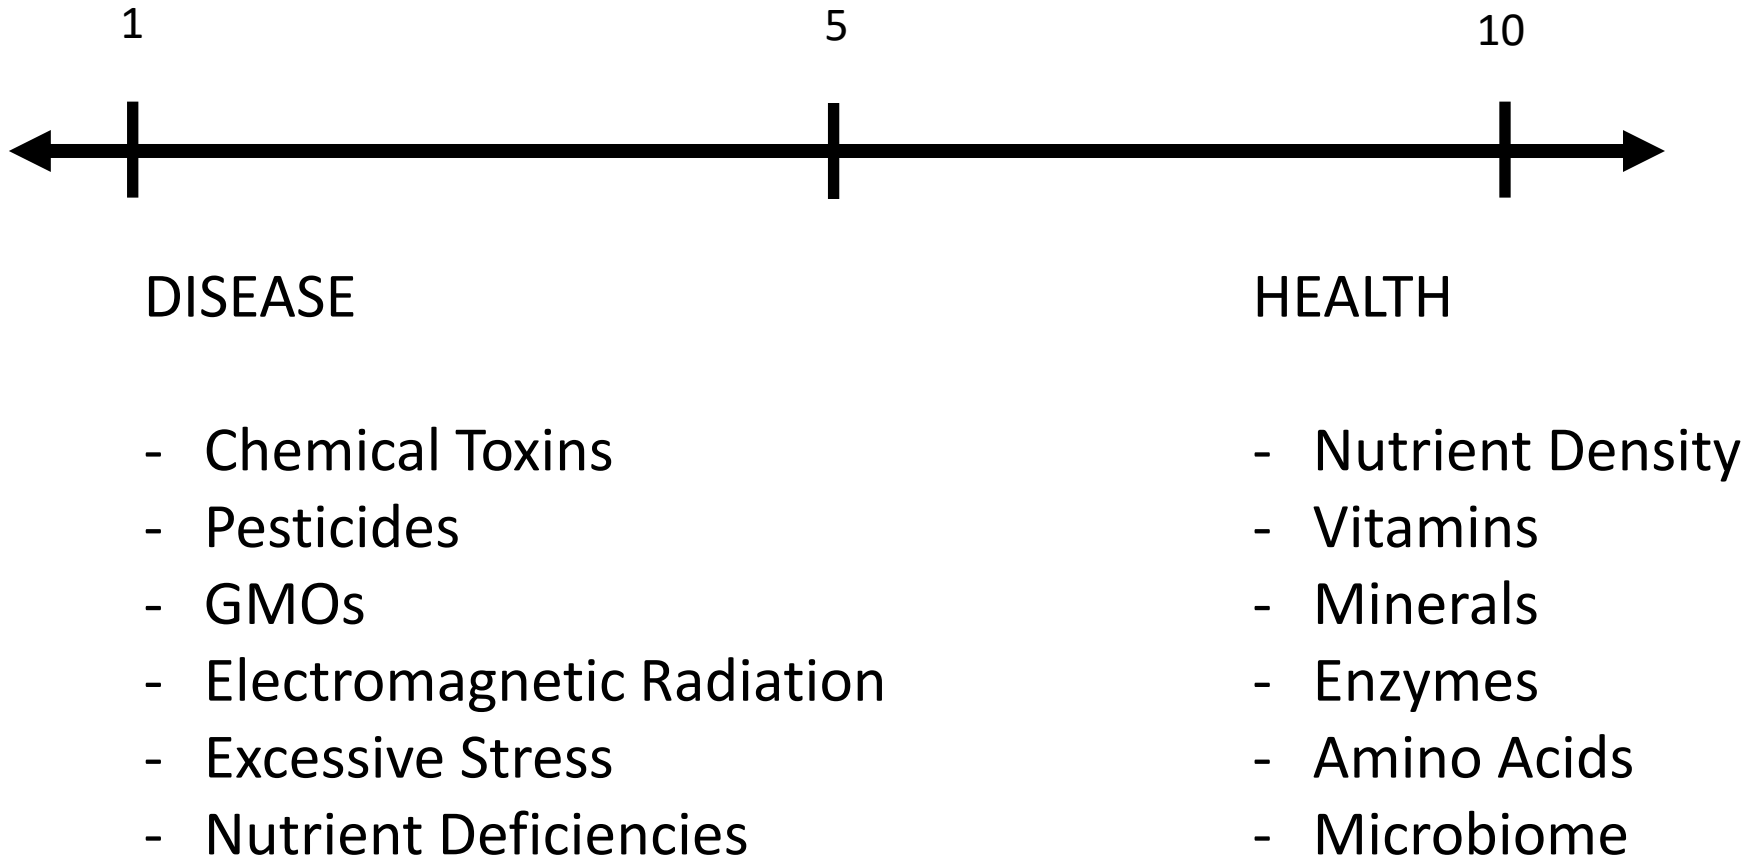 1 5 10
DISEASE
- Chemical Toxins
- Pesticides
- GMOs
- Electromagnetic Radiation
- Excessive Stress
- Nutrient Deficiencies
HEALTH
- Nutrient Density
- Vitamins
- Minerals
- Enzymes
- Amino Acids
- Microbiome